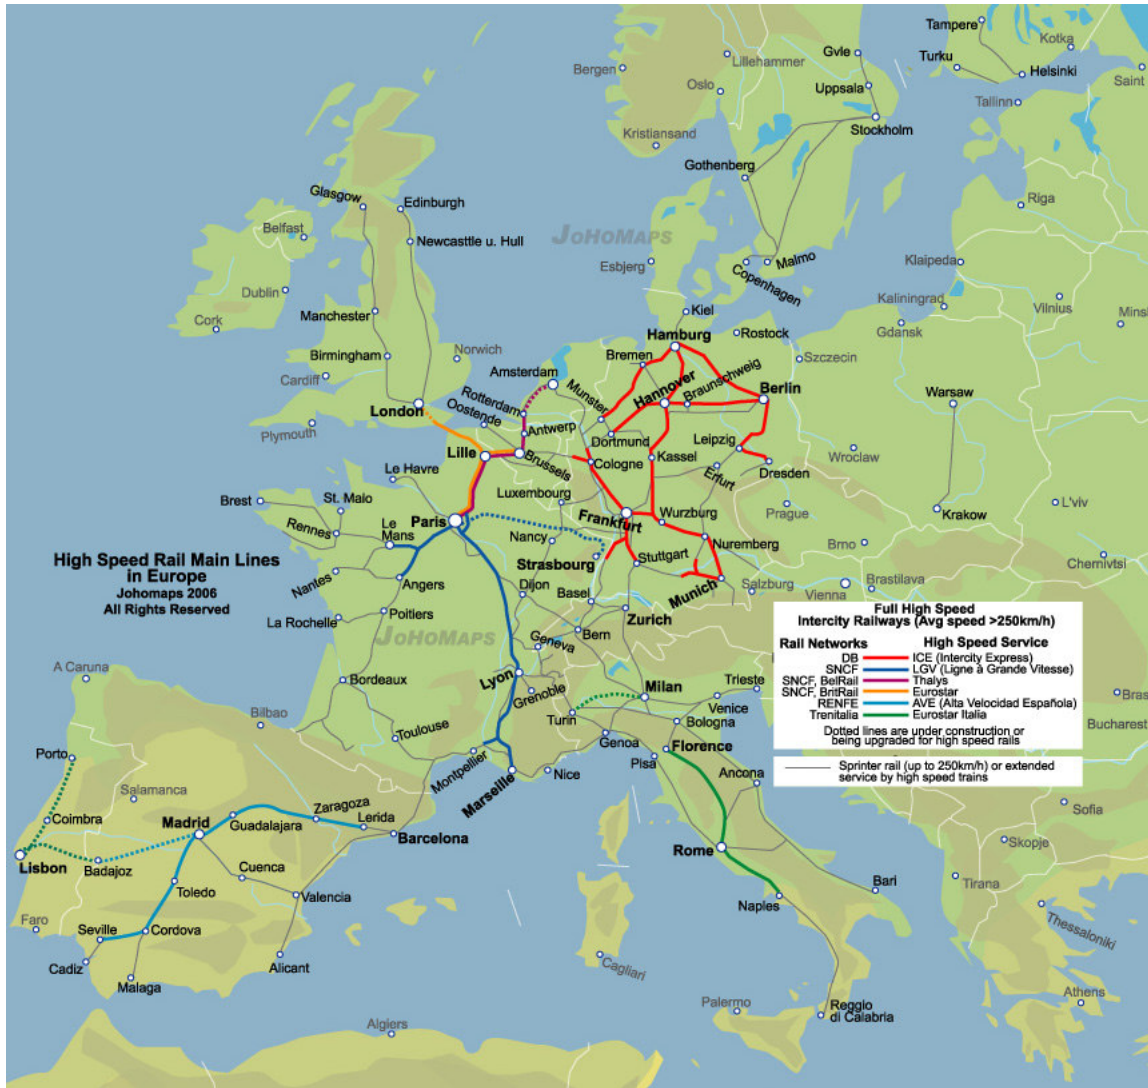 Tampere
Kotka
Gvle
Turku
Lillehammer
Bergen
Helsinki
Saint
Oslo
Uppsala
Tallinn
Kristiansand
Stockholm
Gothenberg
Glasgow
Edinburgh
Riga
Belfast
JoHoMaps
Newcasttle u. Hull
Esbjerg
Malmo
Klaipeda
Copenhagen
Dublin
Kaliningrad
Vilnius
Cork
Manchester
Kiel
Gdansk
Minsk
Hamburg
Rostock
Birmingham
Norwich
Bremen
Szczecin
Cardiff
Amsterdam
Munster
Hannover
Braunschweig
Berlin
Warsaw
London
Rotterdam
Oostende
Plymouth
Antwerp
Dortmund
Leipzig
Lille
Brussels
Cologne
Kassel
Erfurt
Dresden
Wroclaw
Le Havre
Brest
St. Malo
Luxembourg
L'viv
Rennes
Le
Mans
Paris
Frankfurt
Wurzburg
Prague
Krakow
Nancy
Nuremberg
Brno
High Speed Rail Main Lines
in Europe
Johomaps 2006
All Rights Reserved
Strasbourg
Stuttgart
Chernivtsi
Nantes
Angers
Dijon
Basel
Munich
Salzburg
Vienna
Brastilava
La Rochelle
Poitiers
Zurich
JoHoMaps
Geneva
Bern
Full High Speed
Intercity Railways (Avg speed >250km/h)
Rail Networks High Speed Service
DB ICE (Intercity Express)
SNCF LGV (Ligne à Grande Vitesse)
SNCF, BelRail Thalys
SNCF, BritRail Eurostar
RENFE AVE (Alta Velocidad Española)
Trenitalia Eurostar Italia
Dotted lines are under construction or
being upgraded for high speed rails
Sprinter rail (up to 250km/h) or extended
service by high speed trains
A Caruna
Bordeaux
Lyon
Grenoble
Milan
Trieste
Venice
Bras
Bilbao
Toulouse
Turin
Bologna
Bucharest
Porto
Montpellier
Genoa
Florence
Marseille
Nice
Pisa
Ancona
Salamanca
Zaragoza
Sofia
Coimbra
Madrid
Guadalajara
Lerida
Barcelona
Lisbon
Badajoz
Cuenca
Rome
Skopje
Toledo
Valencia
Bari
Tirana
Faro
Seville
Cordova
Naples
Thessaloniki
Cadiz
Malaga
Alicant
Cagliari
Palermo
Athens
Reggio
di Calabria
Algiers